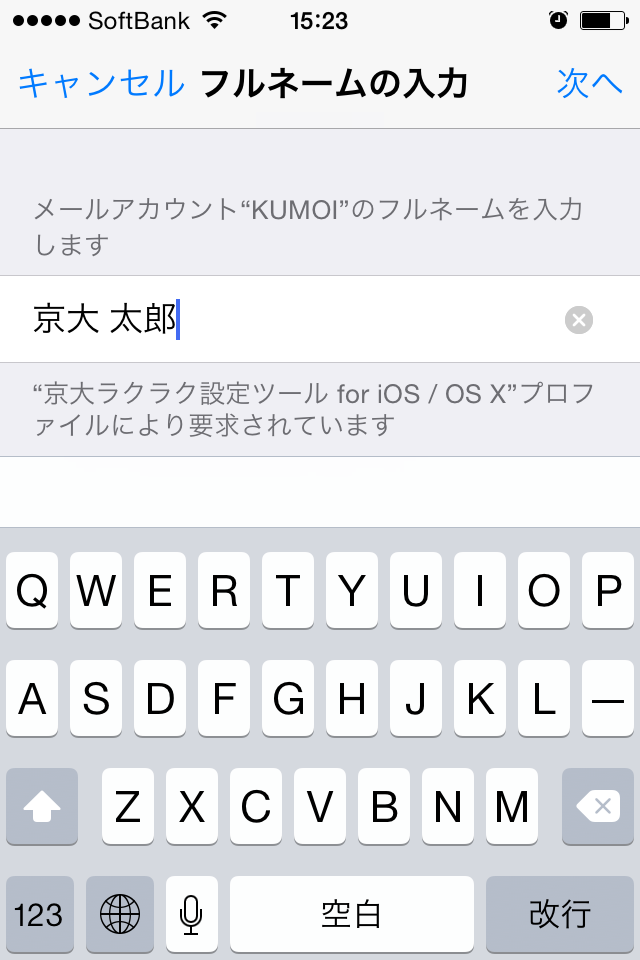 SoftBank 15:23
キャンセル フルネームの入力 次へ
メールアカウント“KUMOI”のフルネームを入力
します
京大 太郎
“京大ラクラク設定ツール for iOS / OS X”プロフ
ァイルにより要求されています
Q W E R T Y U I O P
A S D F G H J K L ー
Z X C V B N M
123 空白 改行